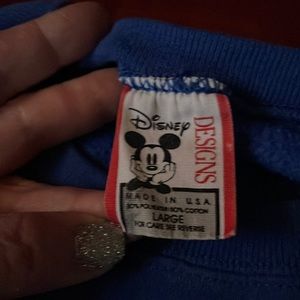 Disney
DESIGNS
MADE IN U.S.A.
50% POLYESTER 50% COTTON
LARGE
FOR CARE SEE REVERSE